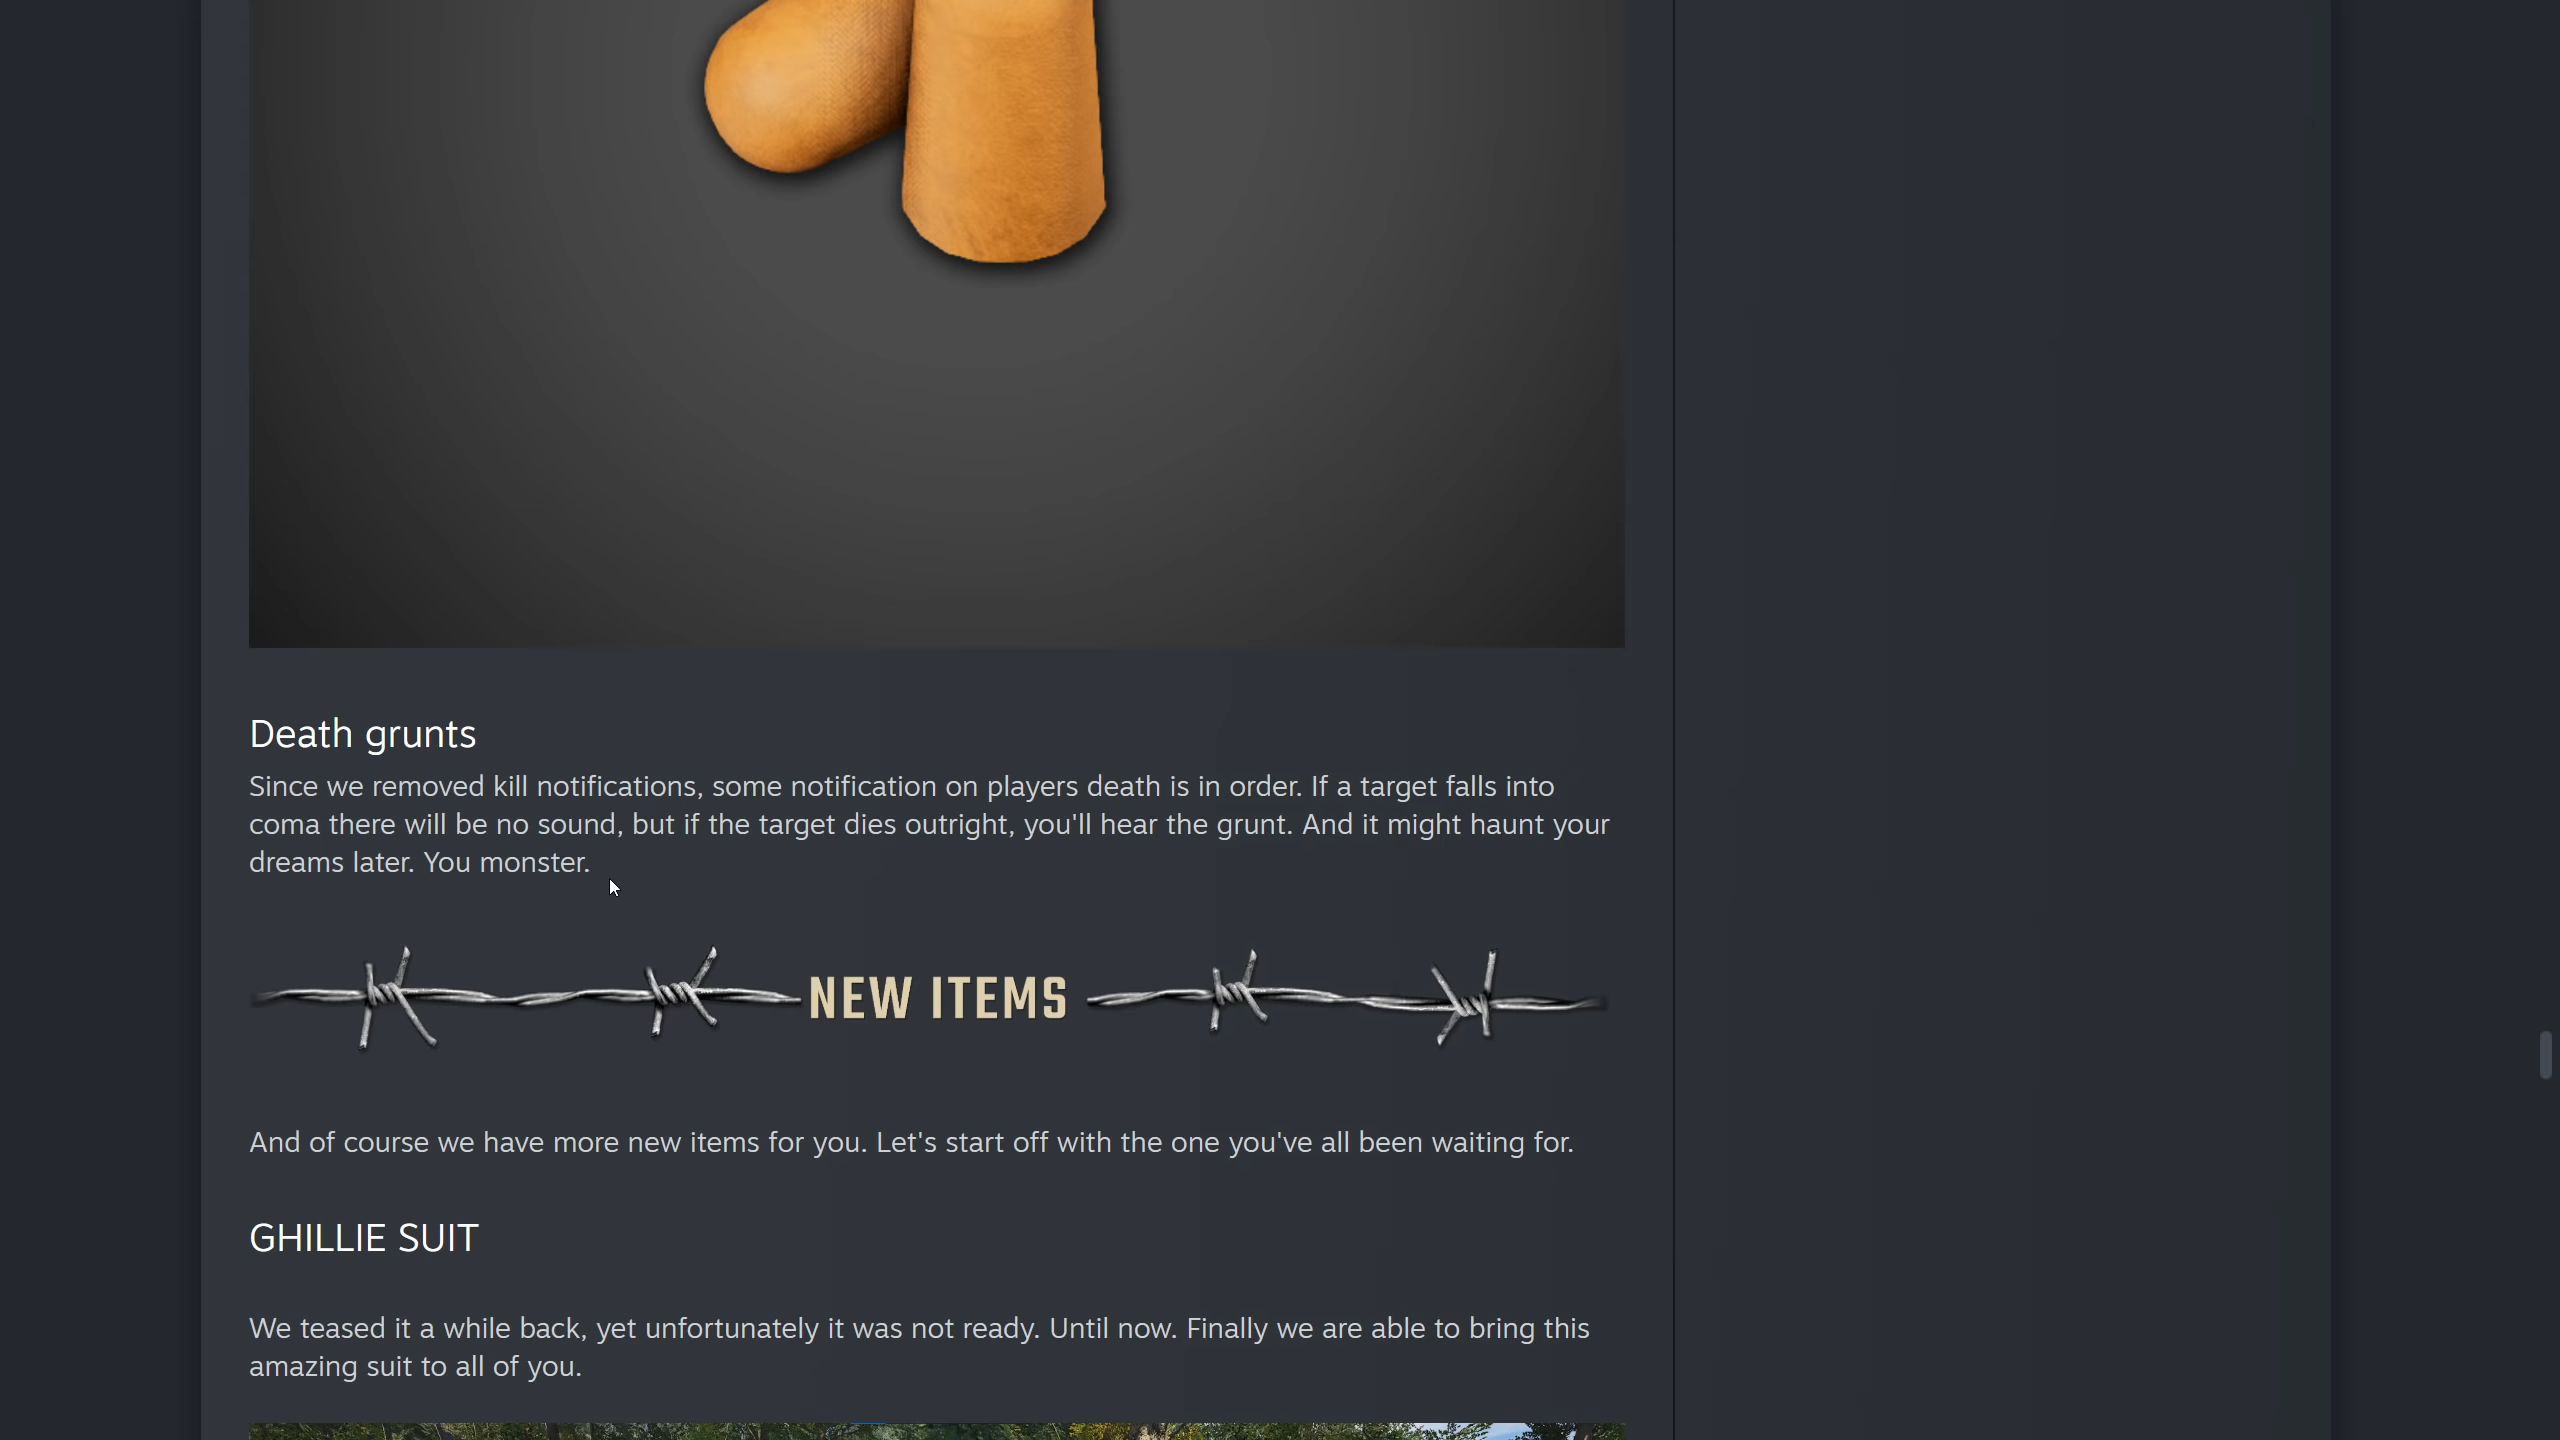 Death grunts
Since we removed kill notifications, some notification on players death is in order. If a target falls into
coma there will be no sound, but if the target dies outright, you'll hear the grunt. And it might haunt your
dreams later. You monster.
NEW ITEMS
And of course we have more new items for you. Let's start off with the one you've all been waiting for.
GHILLIE SUIT
We teased it a while back, yet unfortunately it was not ready. Until now. Finally we are able to bring this
amazing suit to all of you.